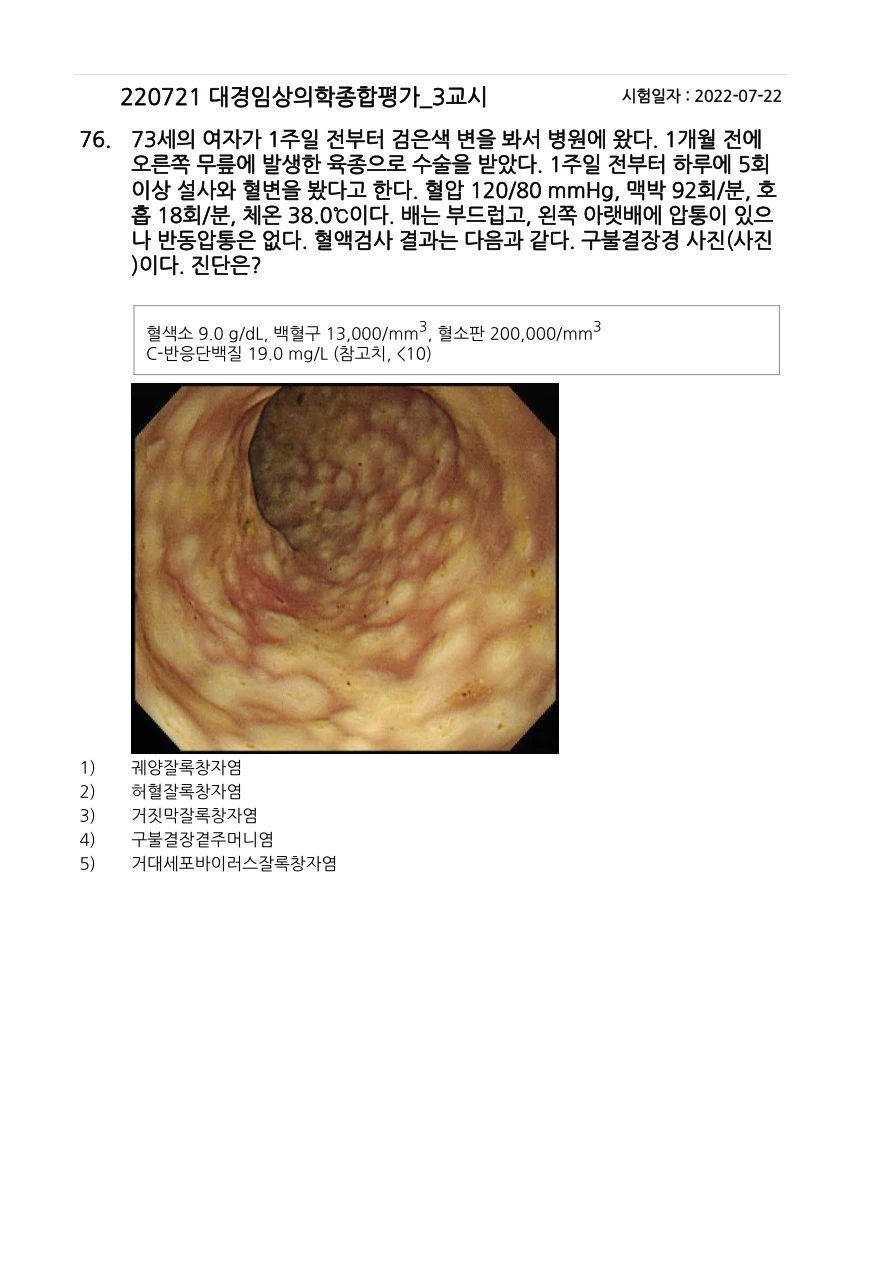 220721 대경임상의학종합평가_3교시
시험일자 : 2022-07-22
76. 73세의 여자가 1주일 전부터 검은색 변을 봐서 병원에 왔다. 1개월 전에
오른쪽 무릎에 발생한 육종으로 수술을 받았다. 1주일 전부터 하루에 5회
이상 설사와 혈변을 봤다고 한다. 혈압 120/80 mmHg, 맥박 92회/분, 호
흡 18회/분, 체온 38.0℃이다. 배는 부드럽고, 왼쪽 아랫배에 압통이 있으
나 반동압통은 없다. 혈액검사 결과는 다음과 같다. 구불결장경 사진(사진
)이다. 진단은?
혈색소 9.0 g/dL, 백혈구 13,000/mm³, 혈소판 200,000/mm³
C-반응단백질 19.0 mg/L (참고치, <10)
1) 궤양잘록창자염
2) 허혈잘록창자염
3) 거짓막잘록창자염
4) 구불결장곁주머니염
5) 거대세포바이러스잘록창자염